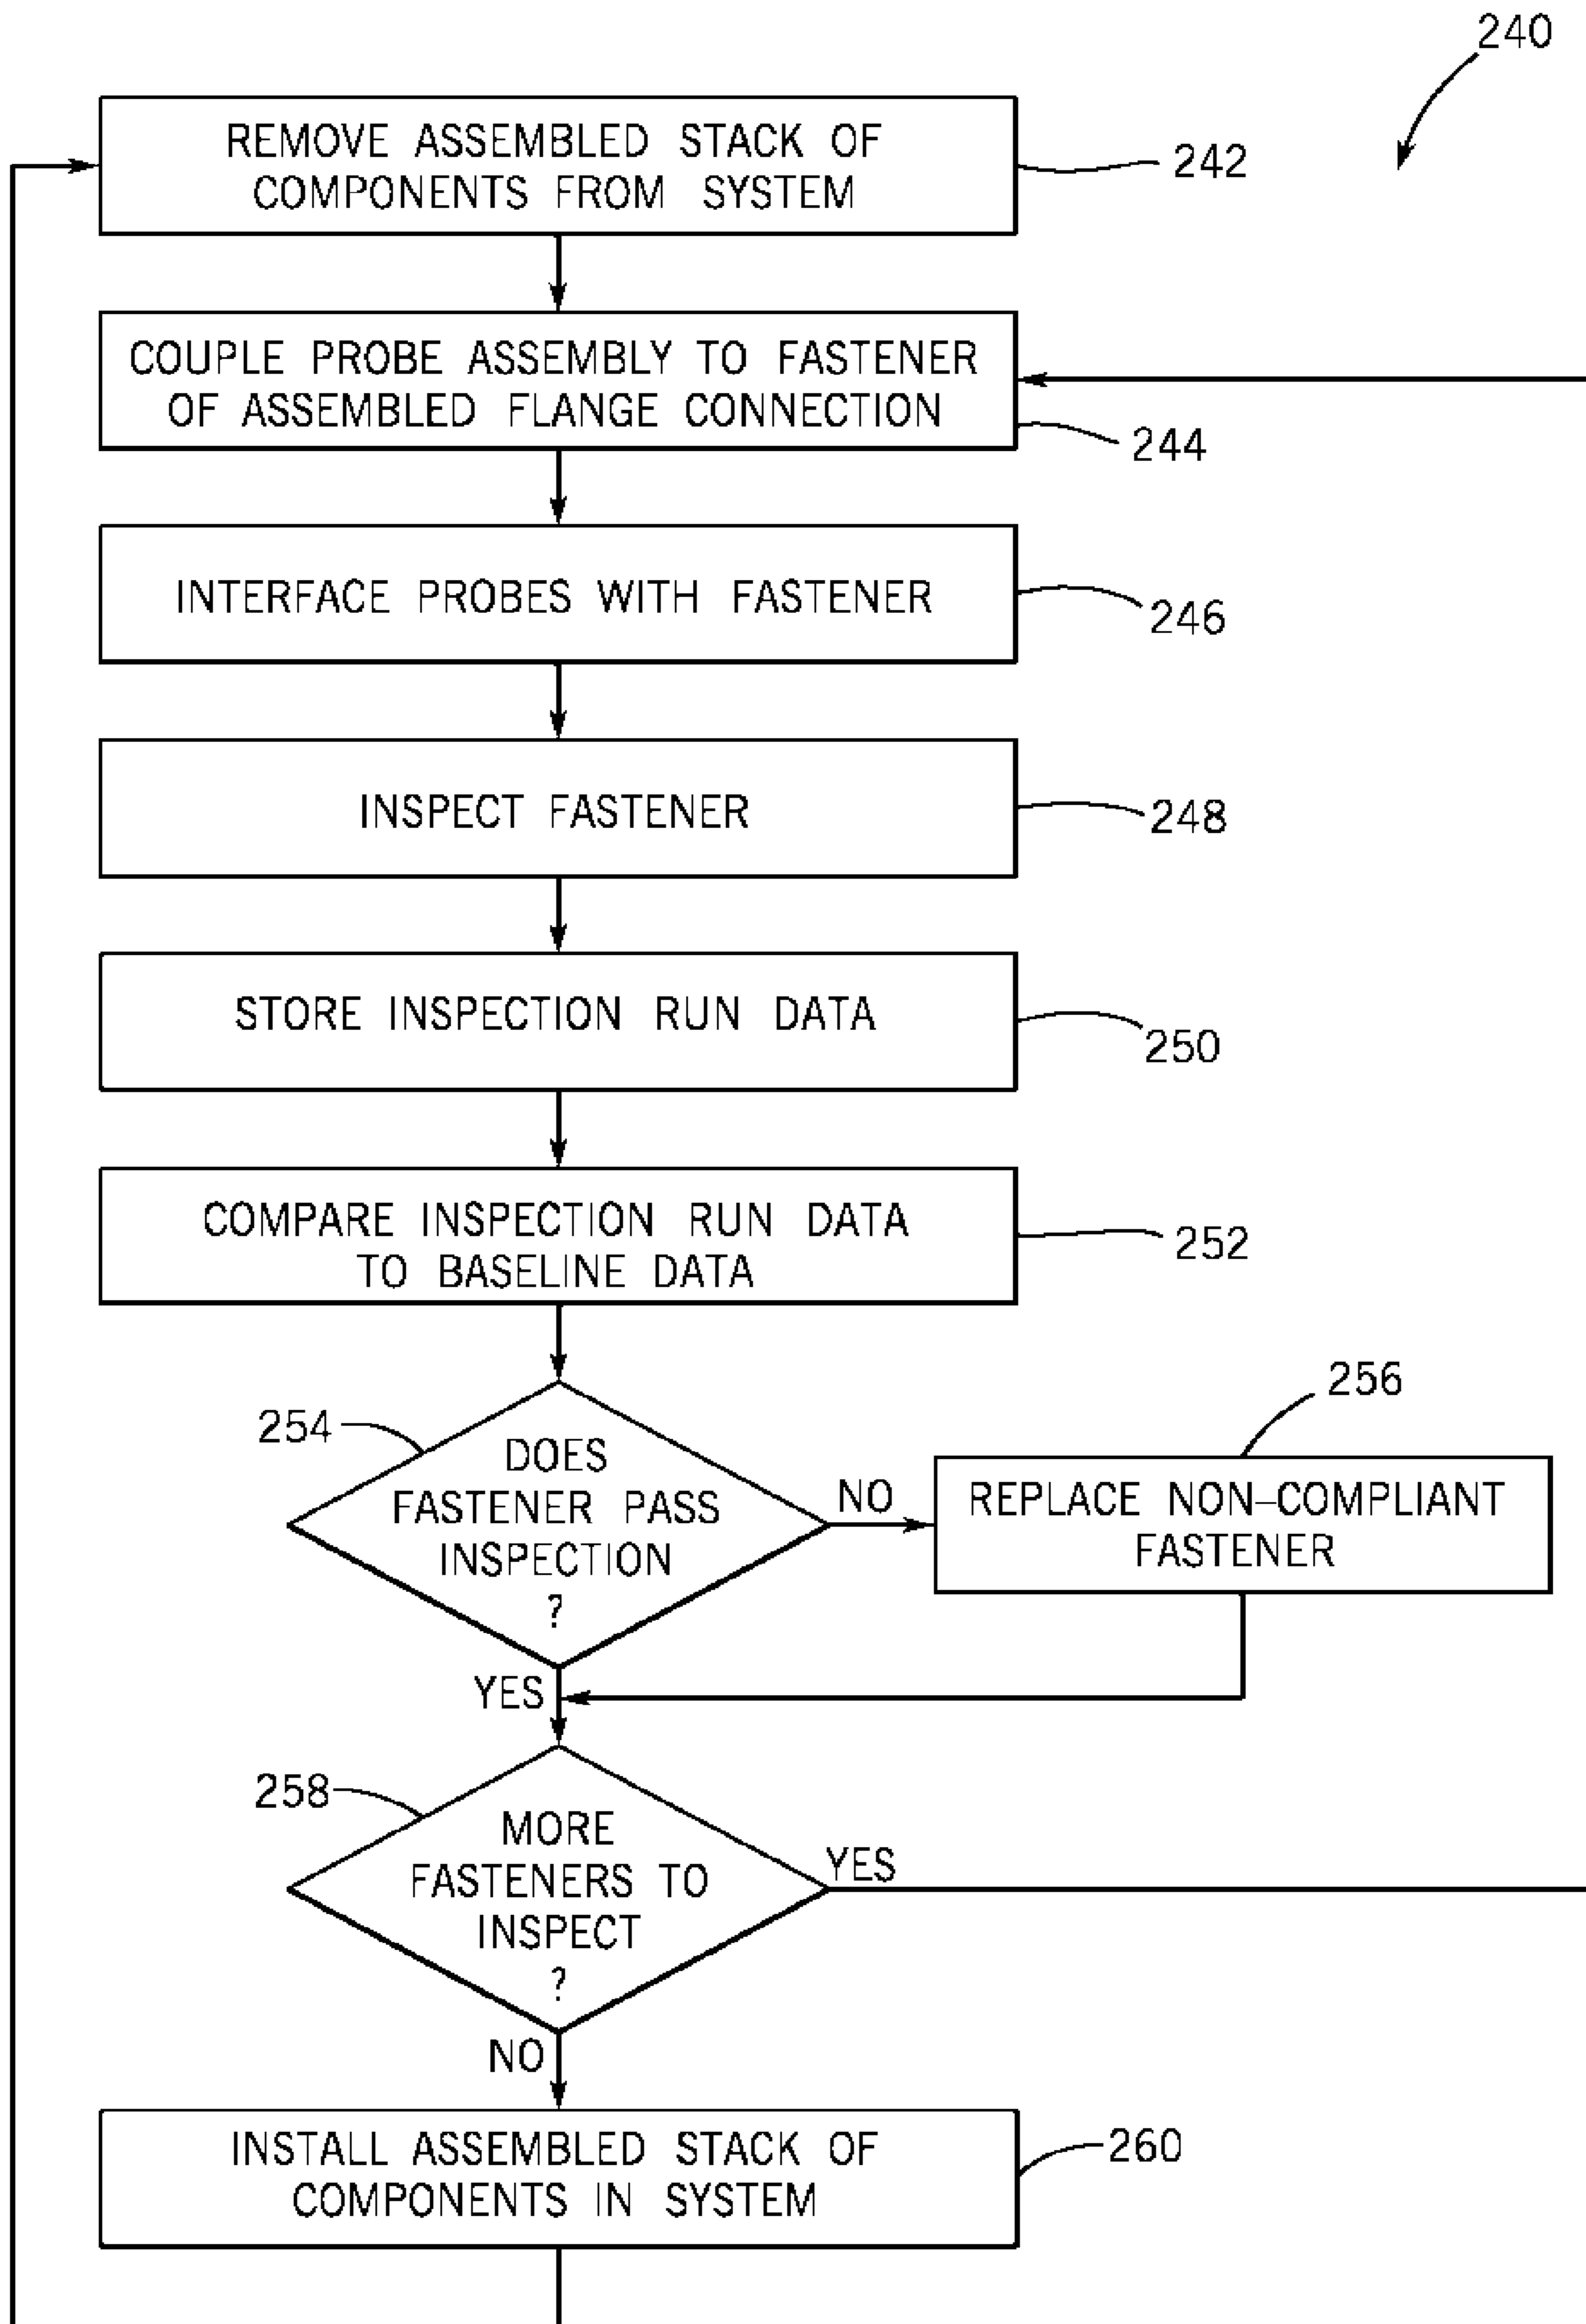 240
REMOVE ASSEMBLED STACK OF
COMPONENTS FROM SYSTEM
242
COUPLE PROBE ASSEMBLY TO FASTENER
OF ASSEMBLED FLANGE CONNECTION
244
INTERFACE PROBES WITH FASTENER
246
INSPECT FASTENER
248
STORE INSPECTION RUN DATA
250
COMPARE INSPECTION RUN DATA
TO BASELINE DATA
252
254
DOES
FASTENER PASS
INSPECTION
?
NO
256
REPLACE NON–COMPLIANT
FASTENER
YES
258
MORE
FASTENERS TO
INSPECT
?
YES
NO
INSTALL ASSEMBLED STACK OF
COMPONENTS IN SYSTEM
260